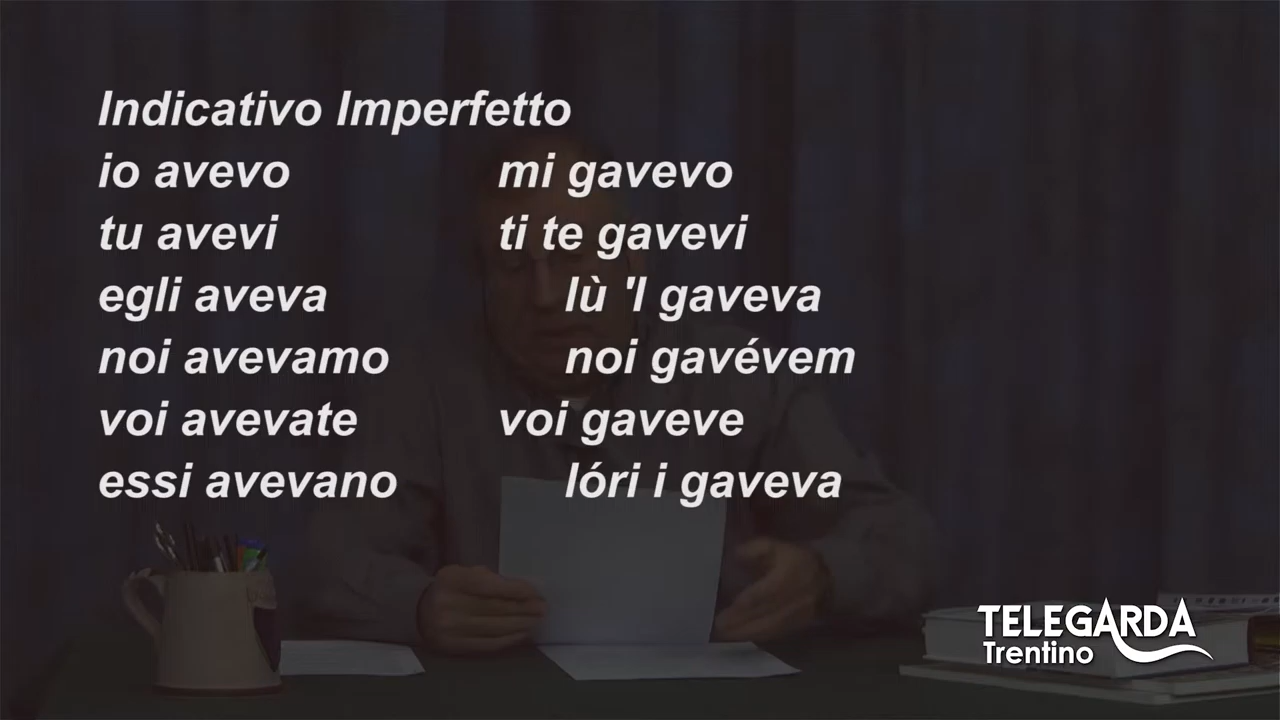 Indicativo Imperfetto
io avevo mi gavevo
tu avevi ti te gavevi
egli aveva lù 'l gaveva
noi avevamo noi gavévem
voi avevate voi gaveve
essi avevano lóri i gaveva
TELEGARDA
Trentino